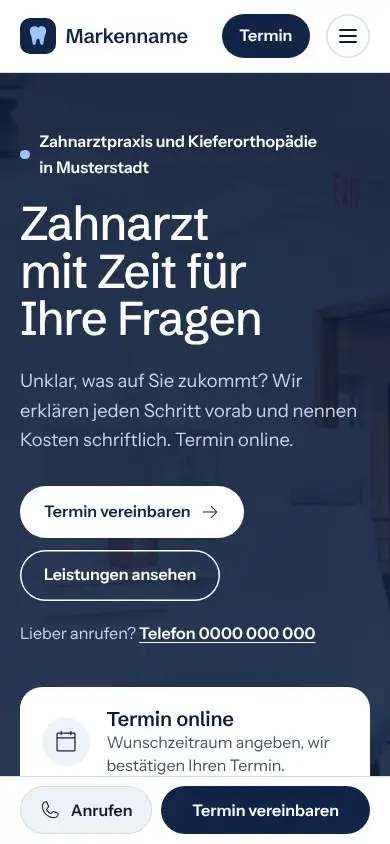 Markenname
Termin
Zahnarztpraxis und Kieferorthopädie
in Musterstadt
Zahnarzt
mit Zeit für
Ihre Fragen
Unklar, was auf Sie zukommt? Wir
erklären jeden Schritt vorab und nennen
Kosten schriftlich. Termin online.
Termin vereinbaren
Leistungen ansehen
Lieber anrufen? Telefon 0000 000 000
Termin online
Wunschzeitraum angeben, wir
bestätigen Ihren Termin.
Anrufen
Termin vereinbaren